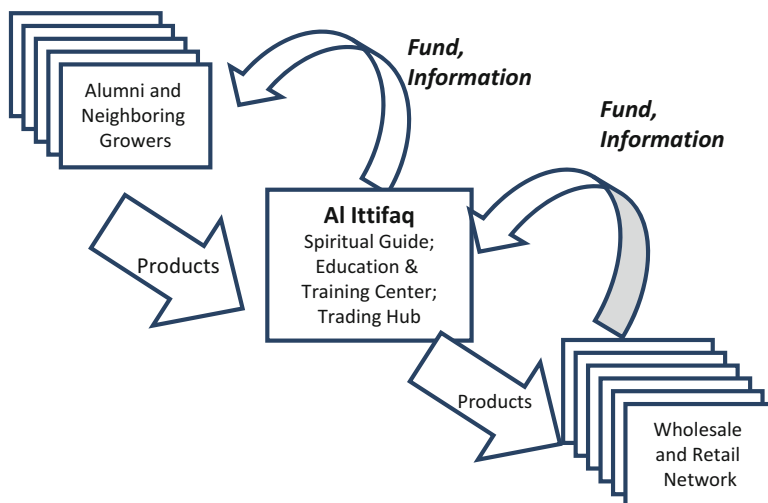 Fund,
Information
Alumni and
Neighboring
Growers
Fund,
Information
Al Ittifaq
Spiritual Guide;
Education &
Training Center;
Trading Hub
Products
Products
Wholesale
and Retail
Network